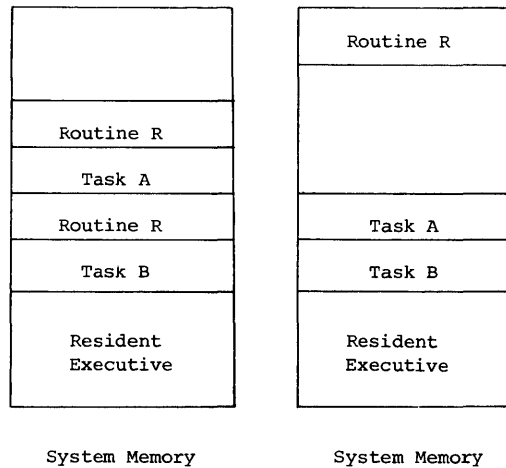 Routine R
Task A
Routine R
Task B
Resident
Executive
System Memory
Routine R
Task A
Task B
Resident
Executive
System Memory